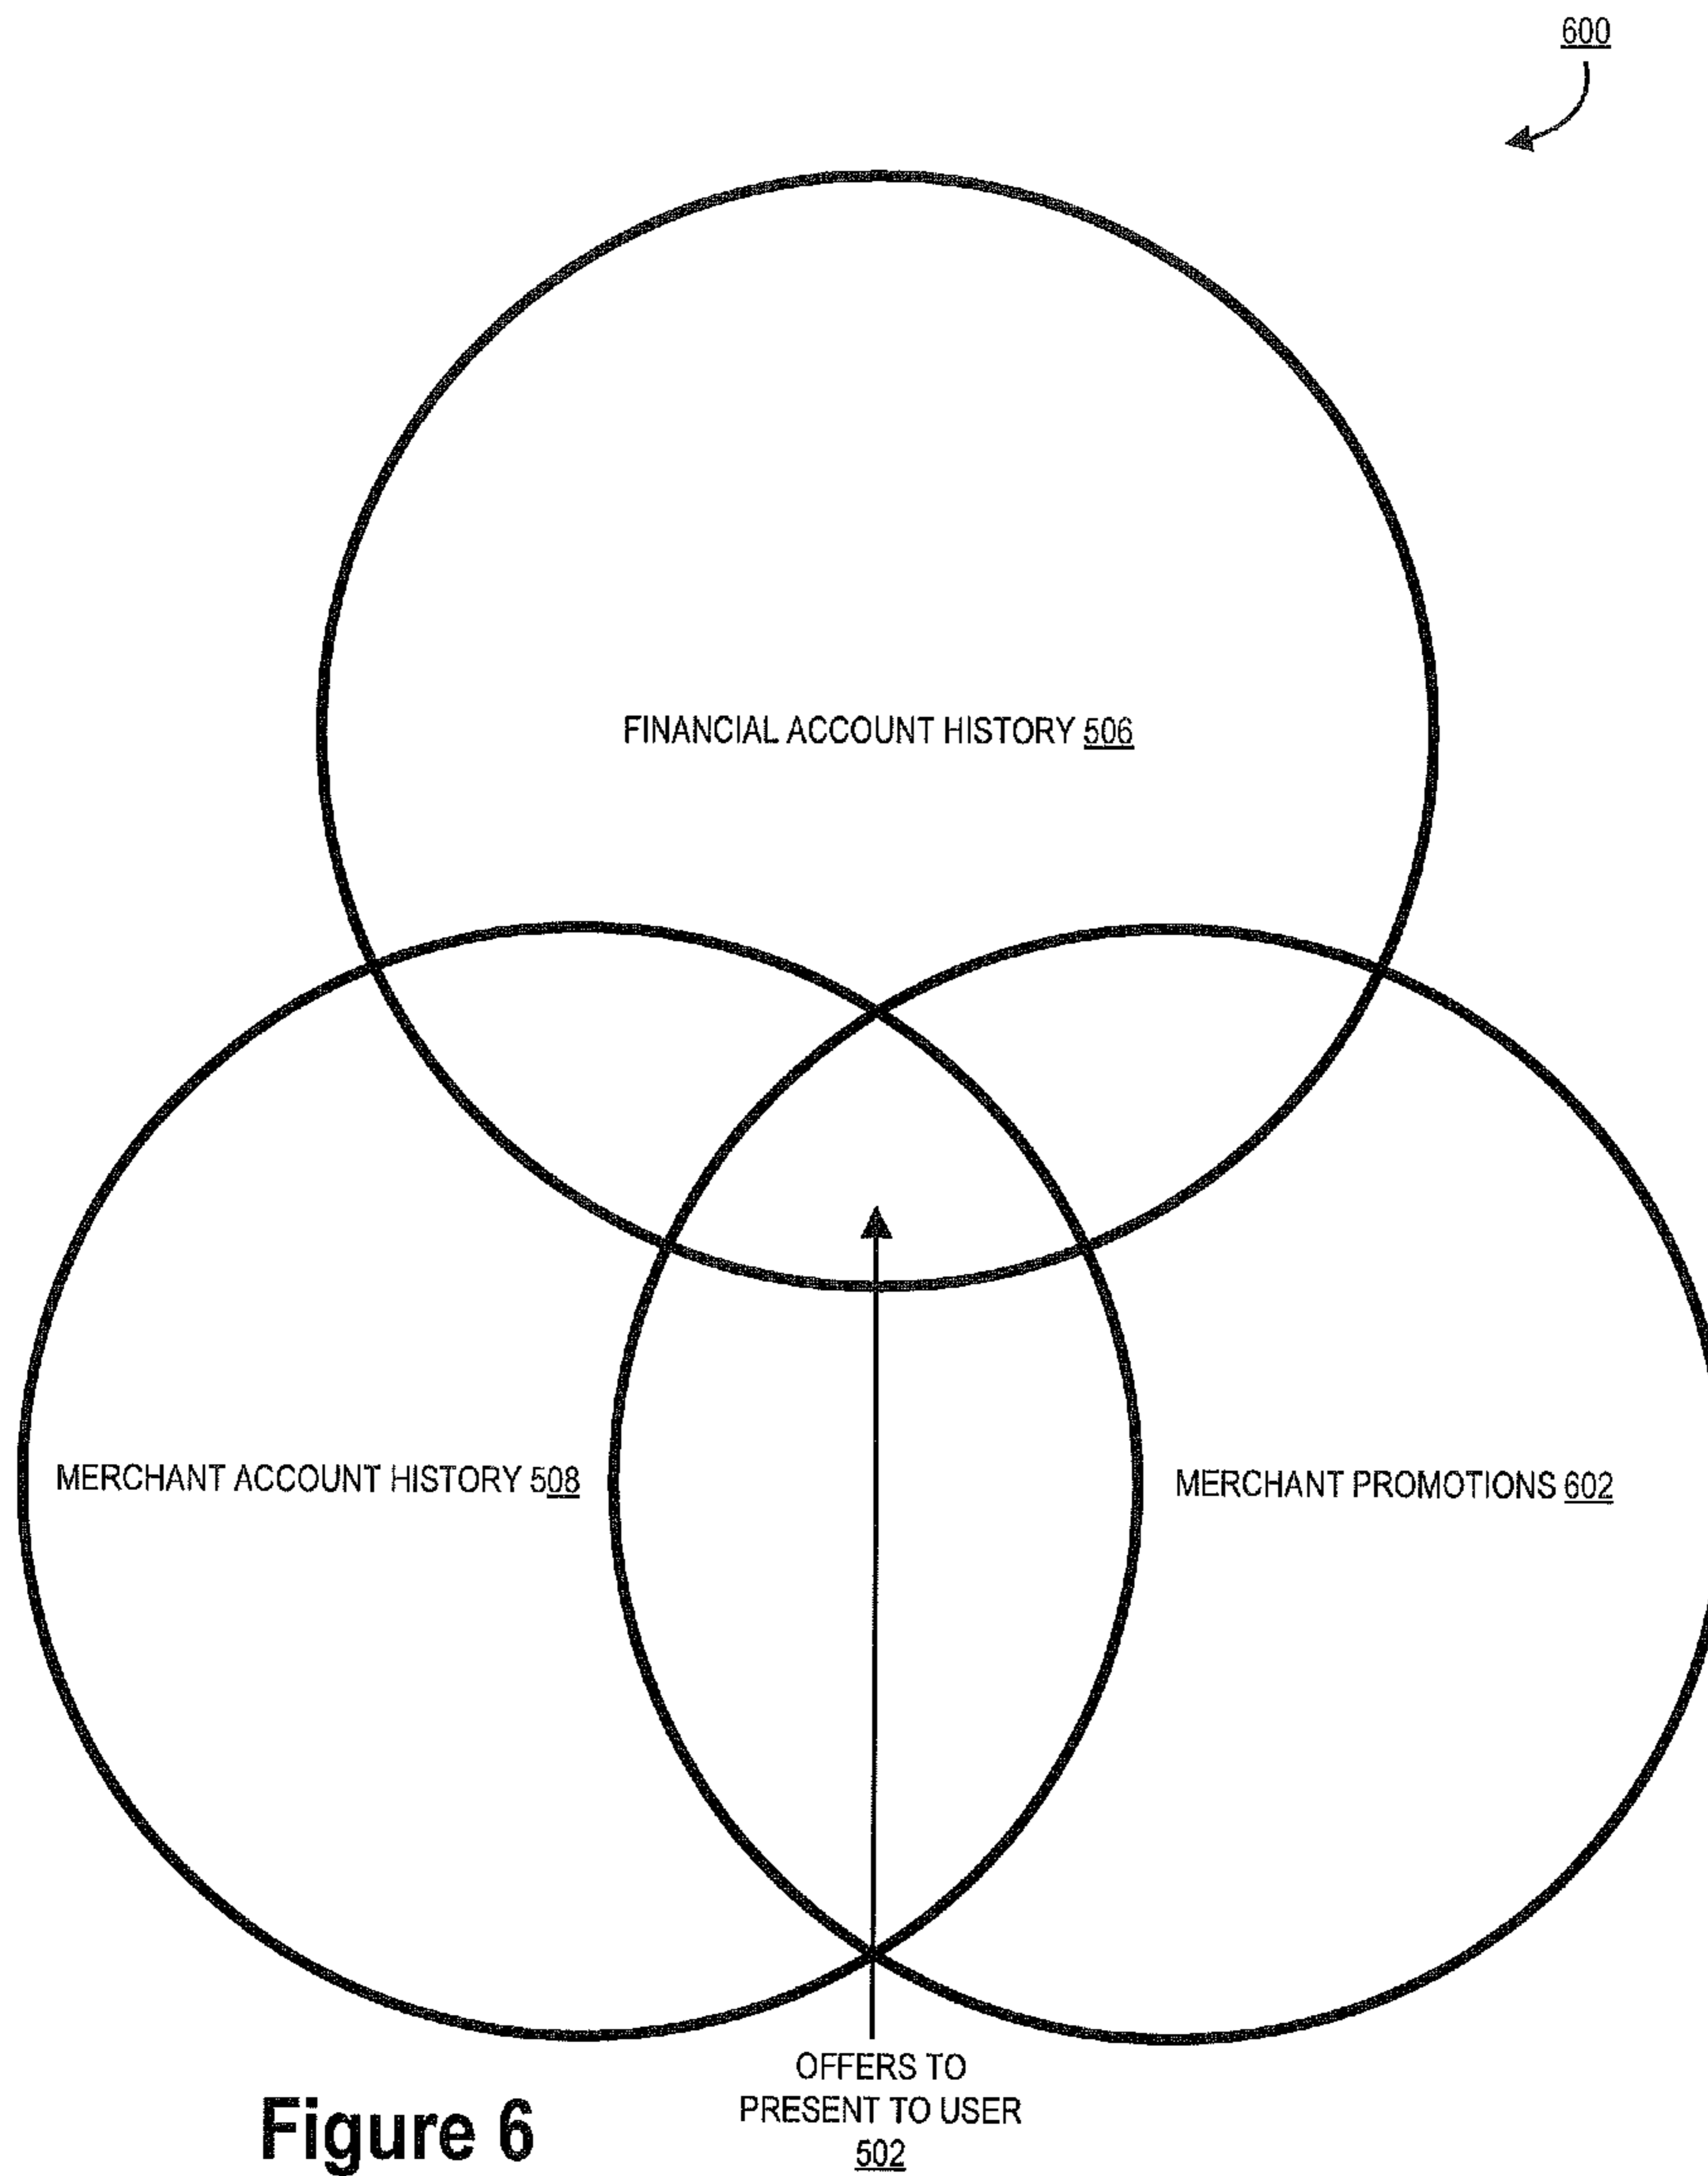 600
FINANCIAL ACCOUNT HISTORY 506
MERCHANT ACCOUNT HISTORY 508
MERCHANT PROMOTIONS 602
OFFERS TO
PRESENT TO USER
502
Figure 6